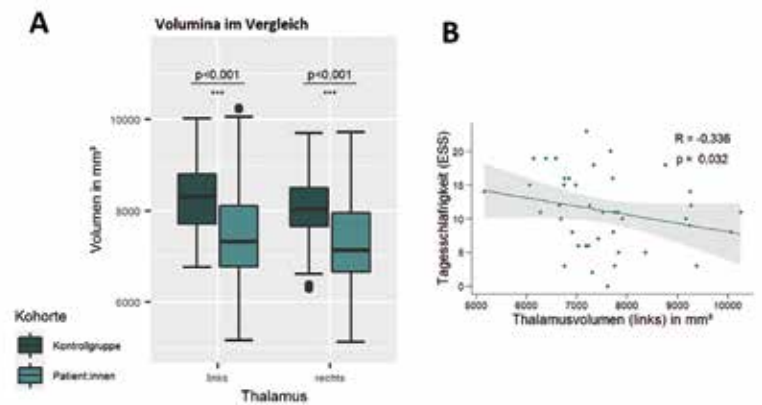 A
Volumina im Vergleich
p<0,001
***
p<0,001
***
Volumen in mm³
10000
8000
6000
links
rechts
Thalamus
Kohorte
Kontrollgruppe
Patient:innen
B
R = -0,336
p = 0,032
Tagesschläfrigkeit (ESS)
20
15
10
5
0
5000
6000
7000
8000
9000
10000
Thalamusvolumen (links) in mm³